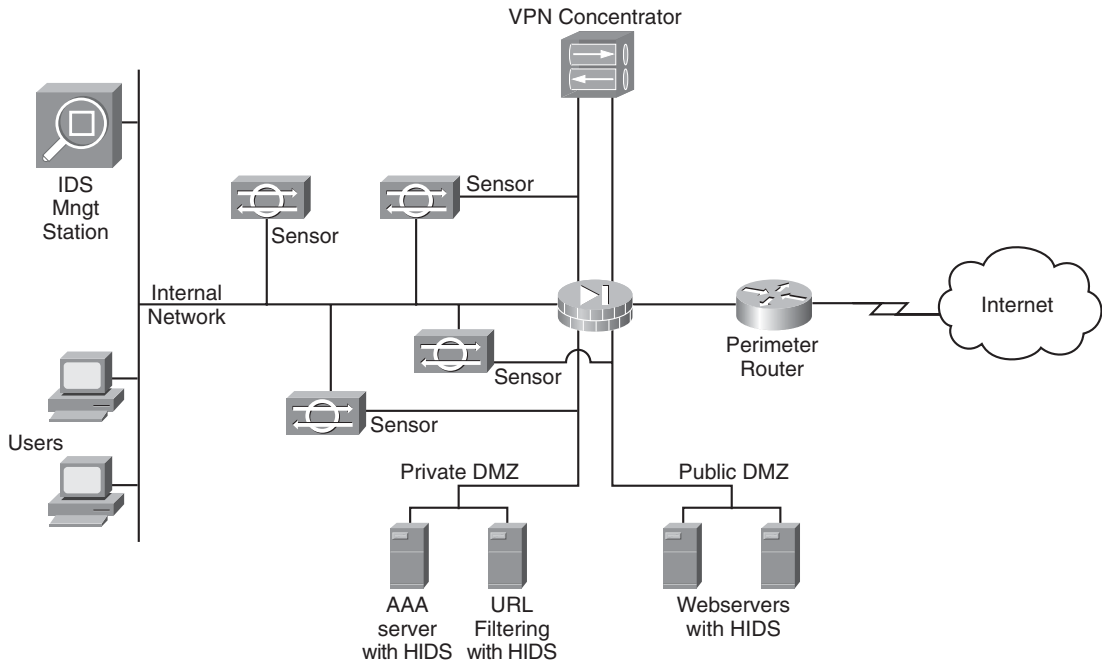 VPN Concentrator
IDS
Mngt
Station
Sensor
Sensor
Internal
Network
Internet
Perimeter
Router
Sensor
Sensor
Users
Private DMZ
Public DMZ
AAA
server
with HIDS
URL
Filtering
with HIDS
Webservers
with HIDS